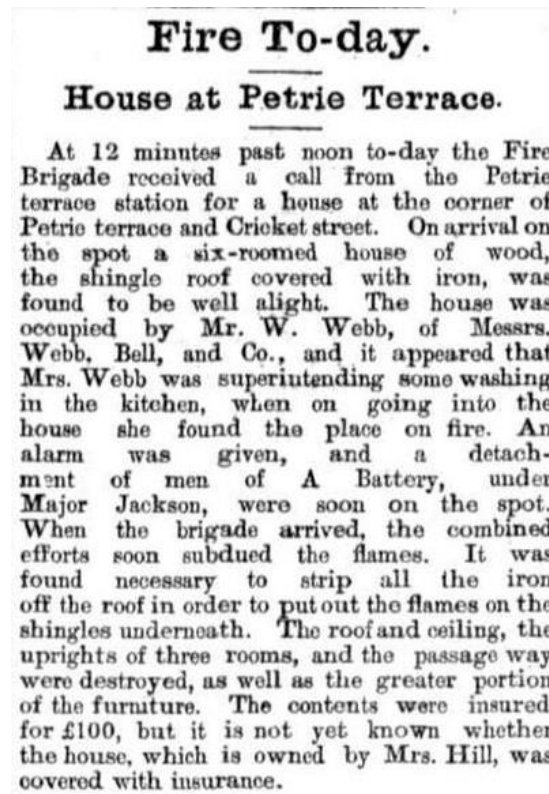 Fire To-day.
House at Petrie Terrace.
At 12 minutes past noon to-day the Fire
Brigade received a call from the Petrie
terrace station for a house at the corner of
Petrie terrace and Cricket street. On arrival on
the spot a six-roomed house of wood,
the shingle roof covered with iron, was
found to be well alight. The house was
occupied by Mr. W. Webb, of Messrs.
Webb, Bell, and Co., and it appeared that
Mrs. Webb was superintending some washing
in the kitchen, when on going into the
house she found the place on fire. An
alarm was given, and a detach-
ment of men of A Battery, under
Major Jackson, were soon on the spot.
When the brigade arrived, the combined
efforts soon subdued the flames. It was
found necessary to strip all the iron
off the roof in order to put out the flames on the
shingles underneath. The roof and ceiling, the
uprights of three rooms, and the passage way
were destroyed, as well as the greater portion
of the furniture. The contents were insured
for £100, but it is not yet known whether
the house, which is owned by Mrs. Hill, was
covered with insurance.